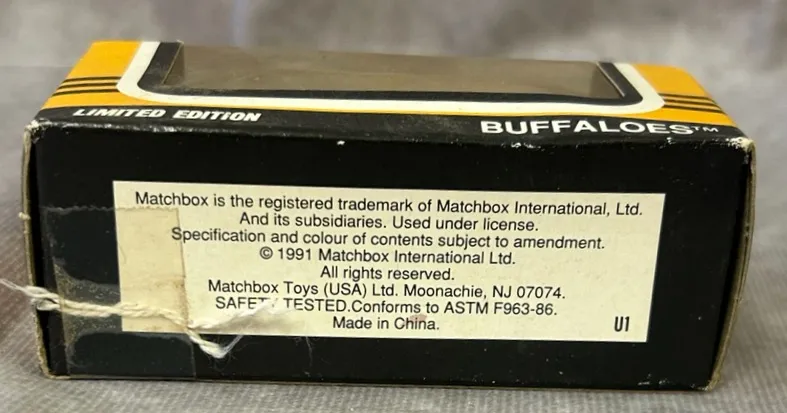 LIMITED EDITION
BUFFALOES™
Matchbox is the registered trademark of Matchbox International, Ltd.
And its subsidiaries. Used under license.
Specification and colour of contents subject to amendment.
© 1991 Matchbox International Ltd.
All rights reserved.
Matchbox Toys (USA) Ltd. Moonachie, NJ 07074.
SAFETY TESTED.Conforms to ASTM F963-86.
Made in China.
U1